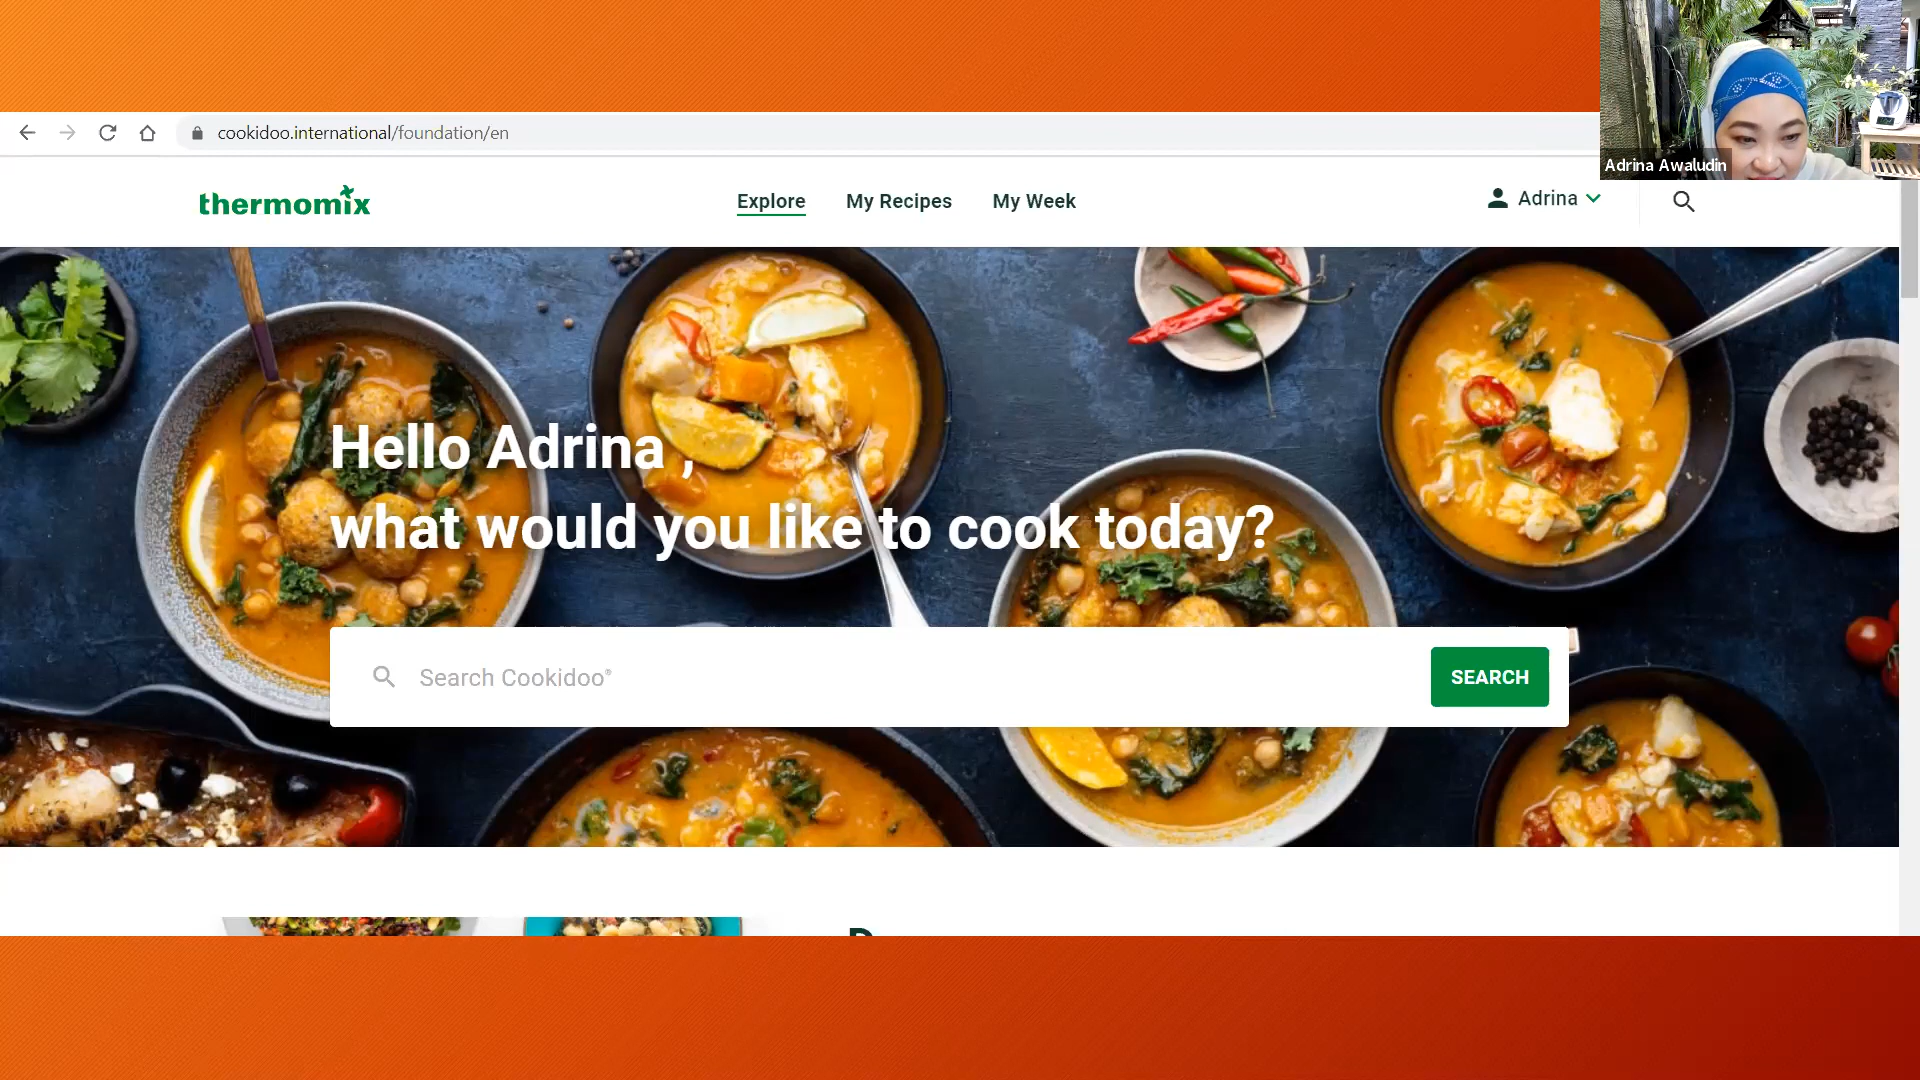 cookidoo.international/foundation/en
Adrina Awaludin
thermomix
Explore My Recipes My Week
Adrina
Hello Adrina ,
what would you like to cook today?
Search Cookidoo®
SEARCH